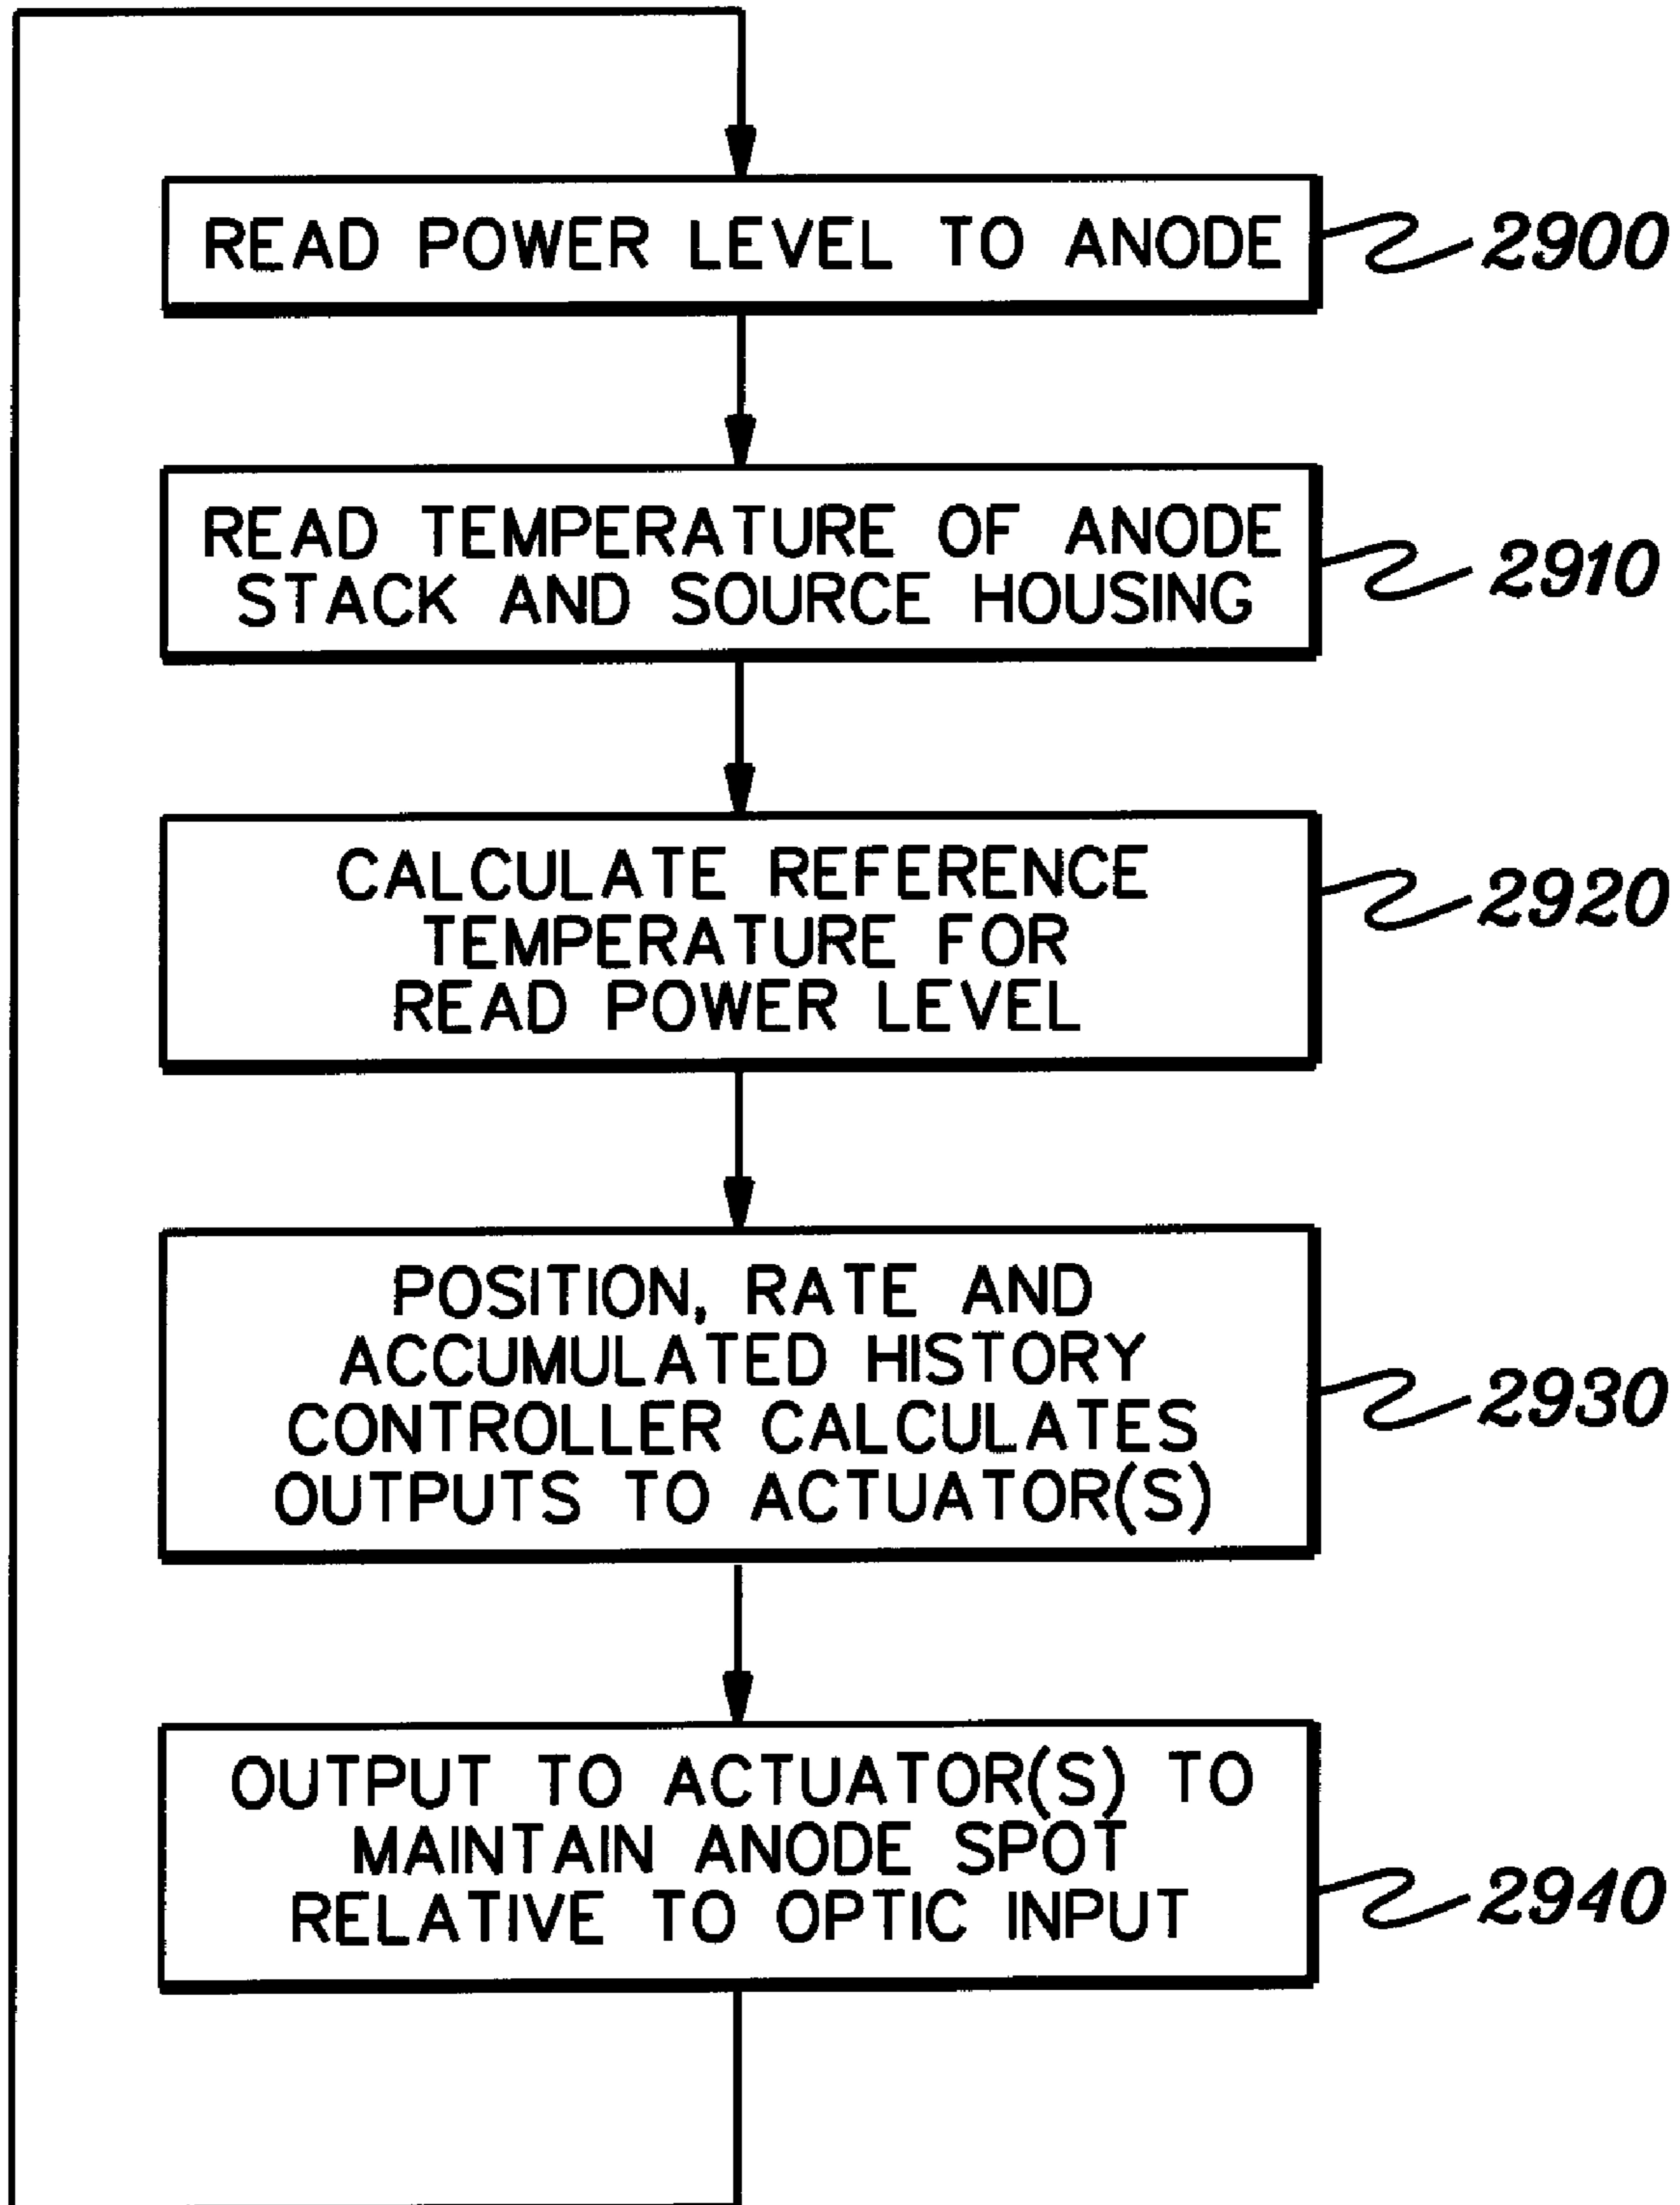 READ POWER LEVEL TO ANODE
2900
READ TEMPERATURE OF ANODE
STACK AND SOURCE HOUSING
2910
CALCULATE REFERENCE
TEMPERATURE FOR
READ POWER LEVEL
2920
POSITION, RATE AND
ACCUMULATED HISTORY
CONTROLLER CALCULATES
OUTPUTS TO ACTUATOR(S)
2930
OUTPUT TO ACTUATOR(S) TO
MAINTAIN ANODE SPOT
RELATIVE TO OPTIC INPUT
2940